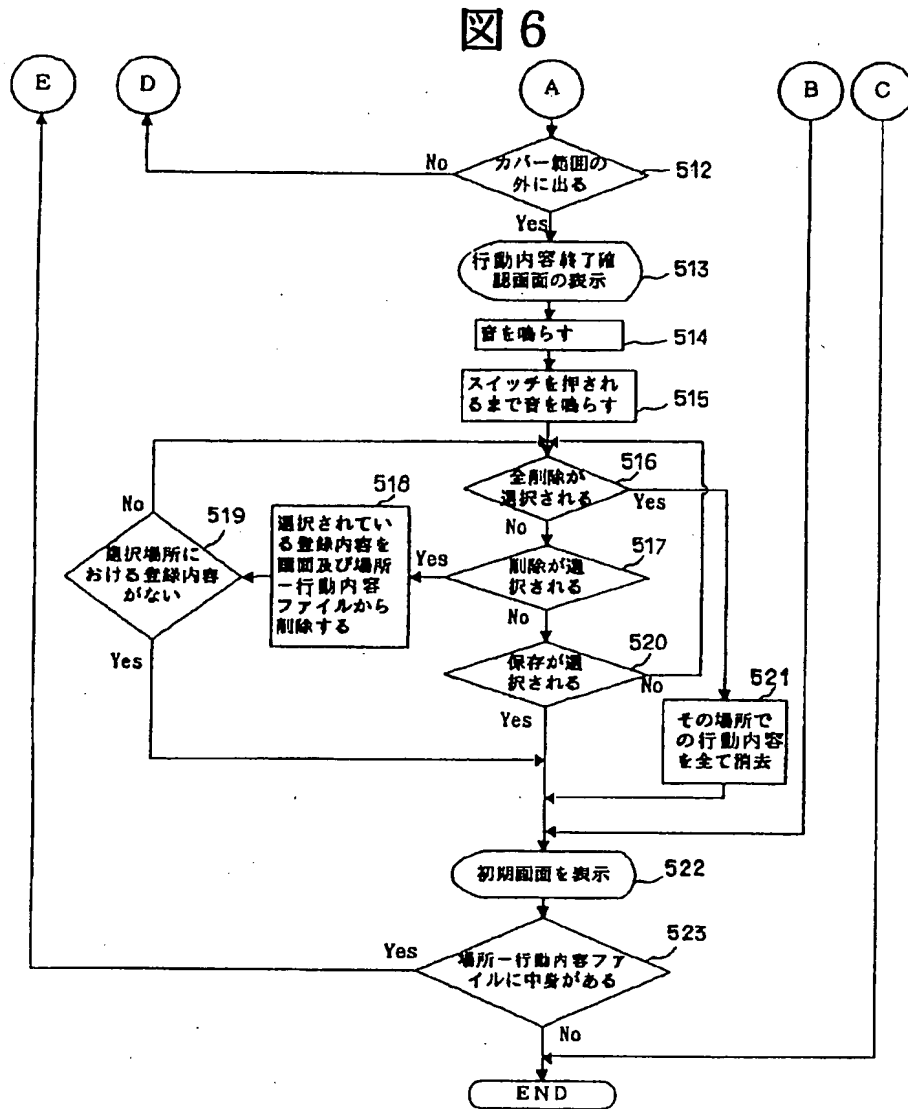 図6
E
D
A
B
C
カバー範囲の
外に出る
512
No
Yes
行動内容終了確
認画面の表示
513
音を鳴らす
514
スイッチを押され
るまで音を鳴らす
515
全削除が
選択される
516
Yes
No
削除が選
択される
517
Yes
No
518
選択されてい
る登録内容を
画面及び場所
ー行動内容
ファイルから
削除する
519
選択場所に
おける登録内容
がない
No
Yes
保存が選
択される
520
No
Yes
521
その場所で
の行動内容
を全て消去
初期画面を表示
522
場所ー行動内容ファ
イルに中身がある
523
Yes
No
END